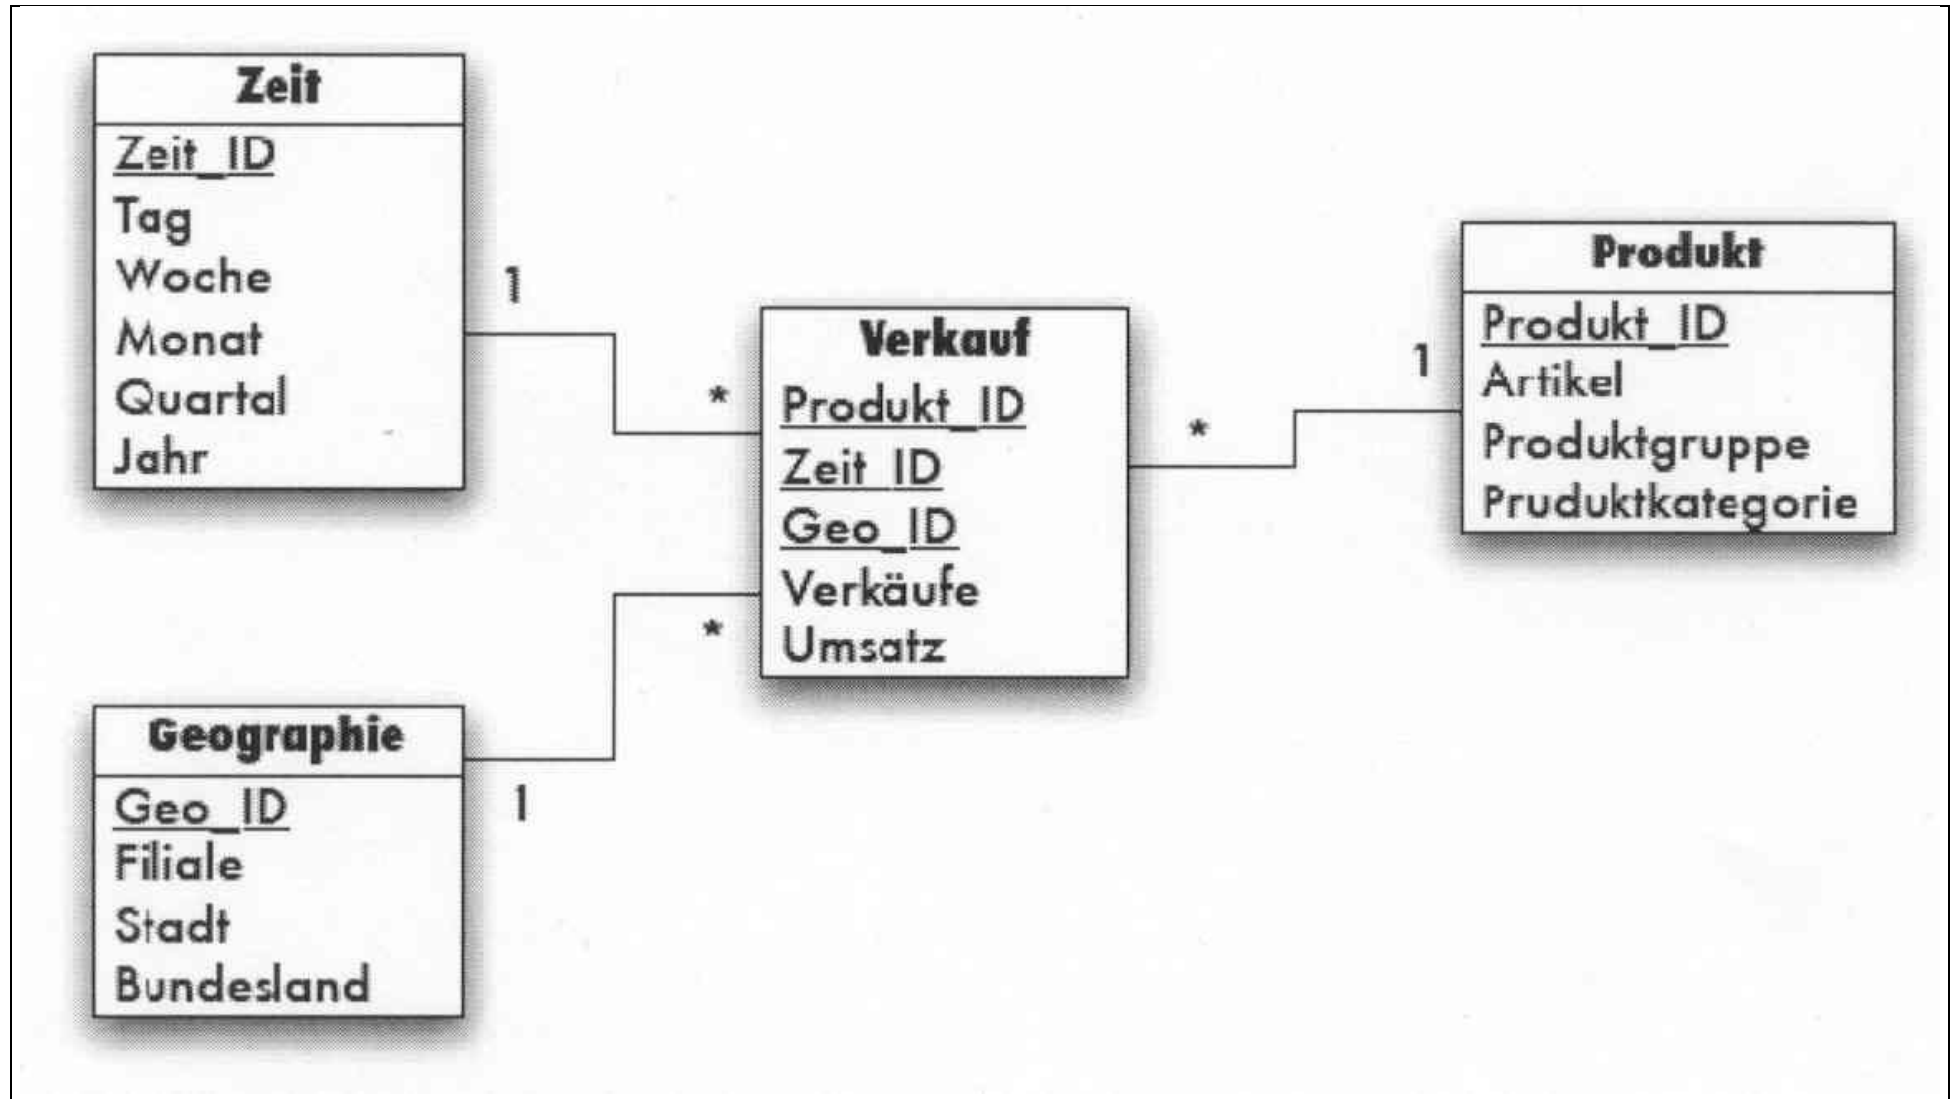 Zeit
Zeit_ID
Tag
Woche
Monat
Quartal
Jahr
1
*
Verkauf
Produkt_ID
Zeit_ID
Geo_ID
Verkäufe
Umsatz
*
1
Produkt
Produkt_ID
Artikel
Produktgruppe
Pruduktkategorie
*
1
Geographie
Geo_ID
Filiale
Stadt
Bundesland